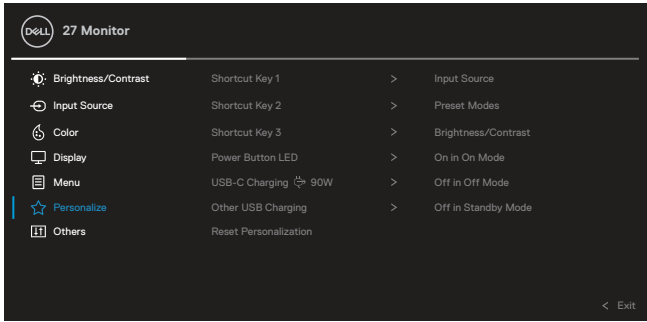 DELL 27 Monitor
Brightness/Contrast Shortcut Key 1 > Input Source
Input Source Shortcut Key 2 > Preset Modes
Color Shortcut Key 3 > Brightness/Contrast
Display Power Button LED > On in On Mode
Menu USB-C Charging 90W > Off in Off Mode
Personalize Other USB Charging > Off in Standby Mode
Others Reset Personalization
< Exit